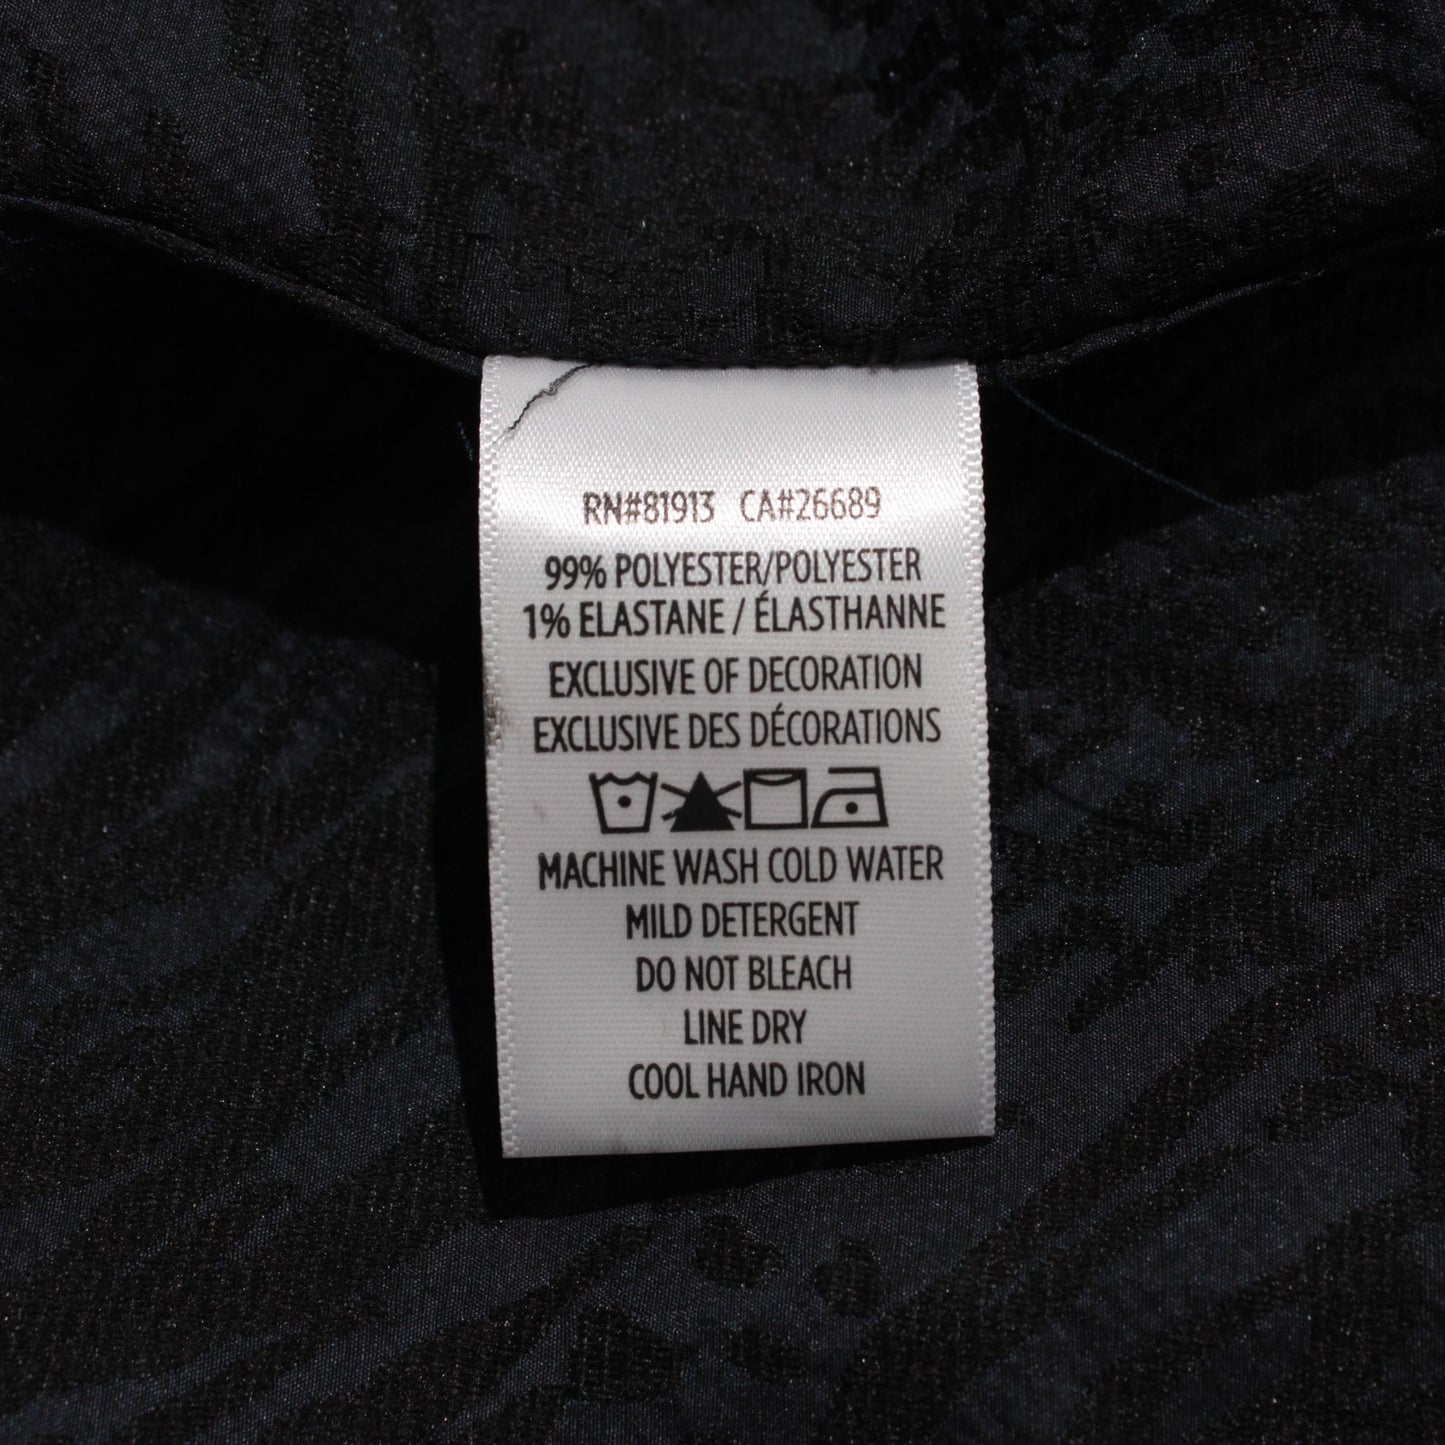 RN#81913 CA#26689
99% POLYESTER/POLYESTER
1% ELASTANE / ÉLASTHANNE
EXCLUSIVE OF DECORATION
EXCLUSIVE DES DÉCORATIONS
MACHINE WASH COLD WATER
MILD DETERGENT
DO NOT BLEACH
LINE DRY
COOL HAND IRON